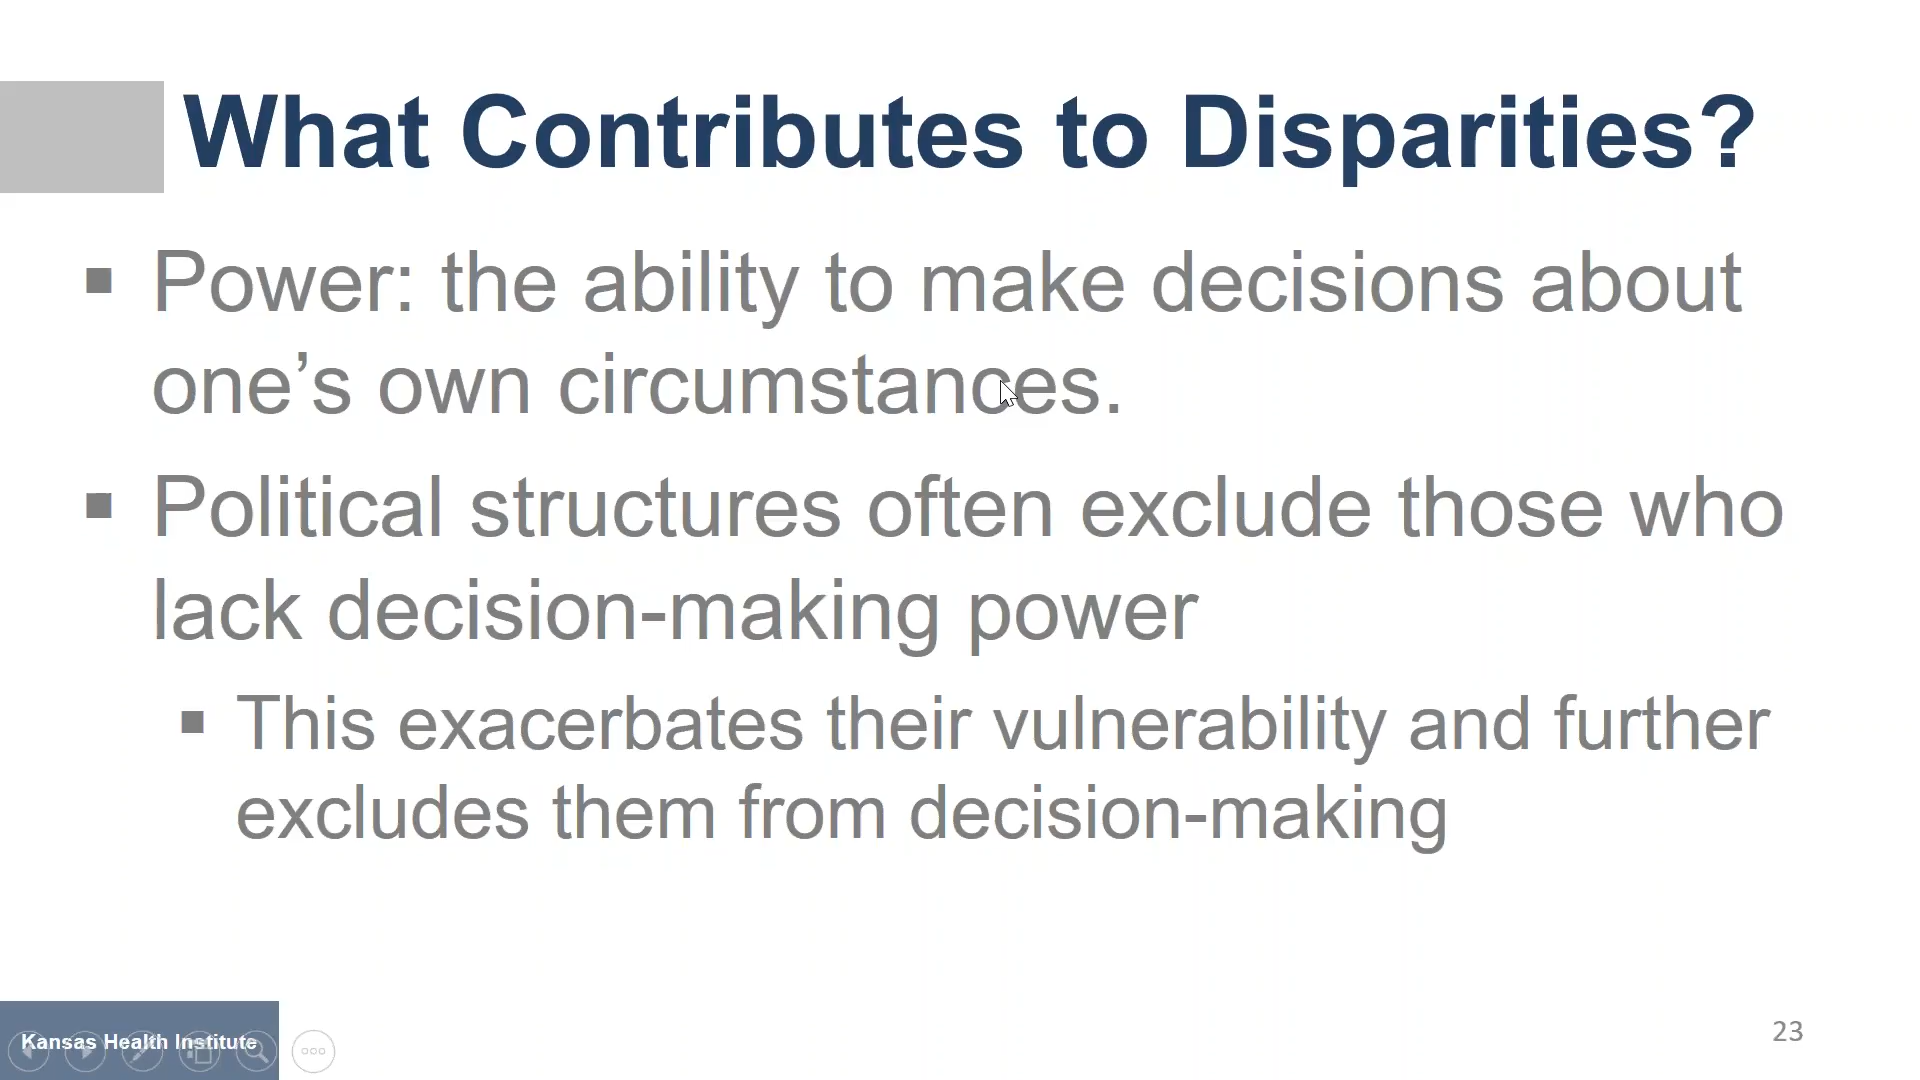 What Contributes to Disparities?
▪ Power: the ability to make decisions about
one’s own circumstances.
▪ Political structures often exclude those who
lack decision-making power
▪ This exacerbates their vulnerability and further
excludes them from decision-making
Kansas Health Institute
23